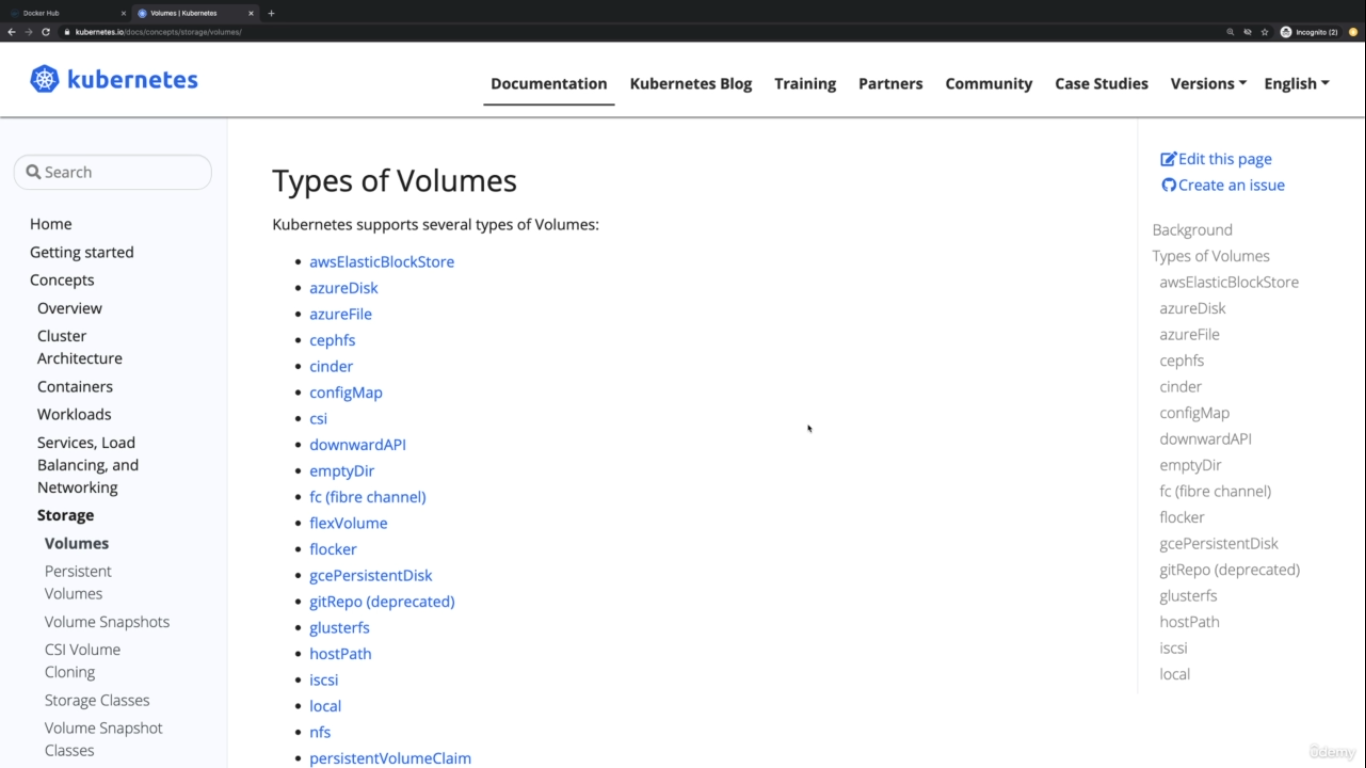 Docker Hub
Volumes | Kubernetes
kubernetes.io/docs/concepts/storage/volumes/
Incognito (2)
kubernetes
Documentation
Kubernetes Blog
Training
Partners
Community
Case Studies
Versions
English
Search
Home
Getting started
Concepts
Overview
Cluster
Architecture
Containers
Workloads
Services, Load
Balancing, and
Networking
Storage
Volumes
Persistent
Volumes
Volume Snapshots
CSI Volume
Cloning
Storage Classes
Volume Snapshot
Classes
Types of Volumes
Kubernetes supports several types of Volumes:
awsElasticBlockStore
azureDisk
azureFile
cephfs
cinder
configMap
csi
downwardAPI
emptyDir
fc (fibre channel)
flexVolume
flocker
gcePersistentDisk
gitRepo (deprecated)
glusterfs
hostPath
iscsi
local
nfs
persistentVolumeClaim
Edit this page
Create an issue
Background
Types of Volumes
awsElasticBlockStore
azureDisk
azureFile
cephfs
cinder
configMap
downwardAPI
emptyDir
fc (fibre channel)
flocker
gcePersistentDisk
gitRepo (deprecated)
glusterfs
hostPath
iscsi
local
ûdemy